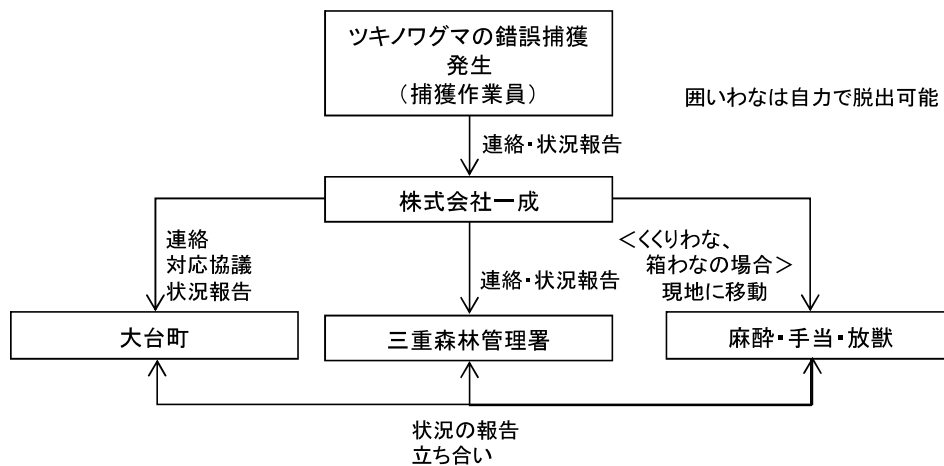 ツキノワグマの錯誤捕獲
発生
(捕獲作業員)
囲いわなは自力で脱出可能
連絡・状況報告
株式会社一成
連絡
対応協議
状況報告
連絡・状況報告
<くくりわな、
箱わなの場合>
現地に移動
大台町
三重森林管理署
麻酔・手当・放獣
状況の報告
立ち合い